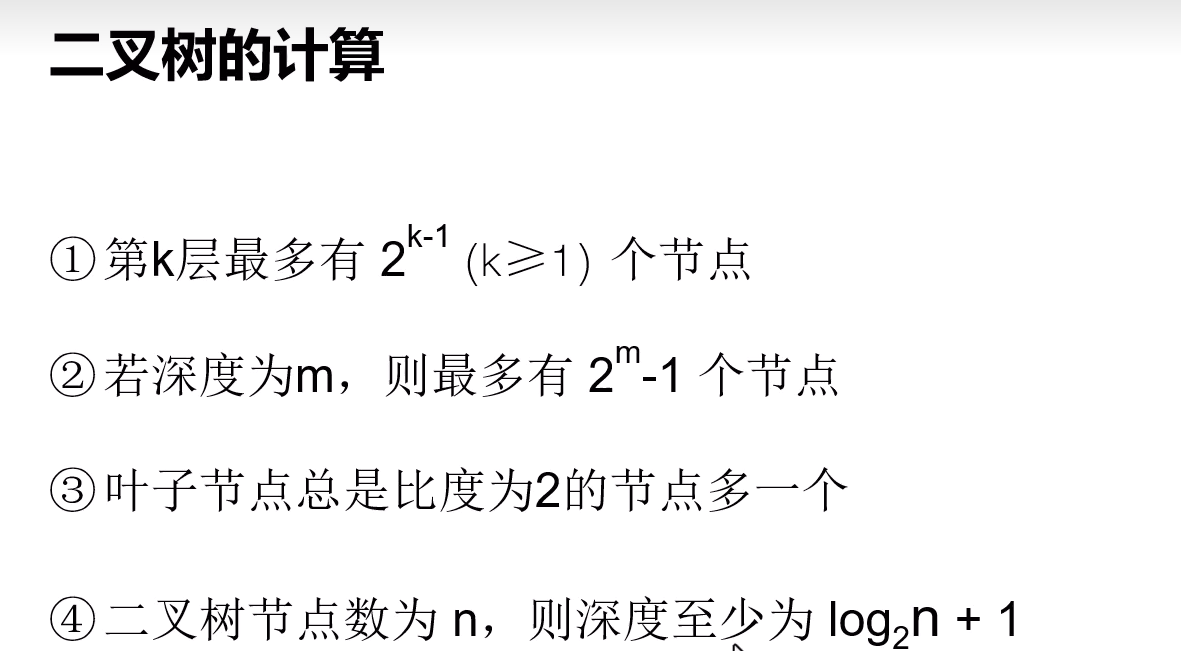 二叉树的计算
①第k层最多有 2^{k-1} (k≥1) 个节点
②若深度为m，则最多有 2^{m}-1 个节点
③叶子节点总是比度为2的节点多一个
④二叉树节点数为 n，则深度至少为 log₂n + 1